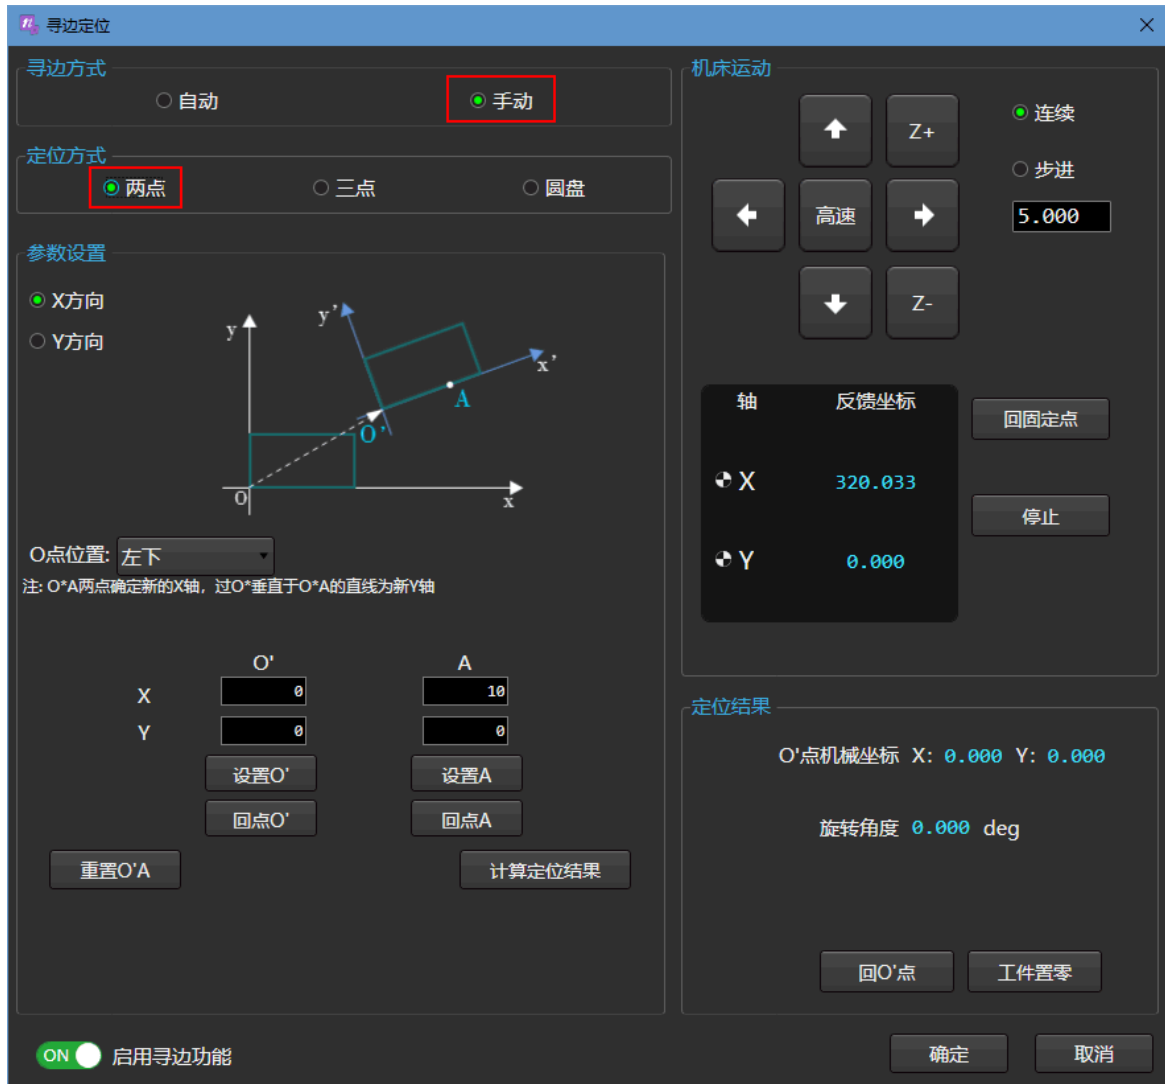 寻边定位
寻边方式
自动 手动
定位方式
两点 三点 圆盘
参数设置
X方向
Y方向
y
y’
x’
A
O’
O
x
O点位置: 左下
注: O*A两点确定新的X轴, 过O*垂直于O*A的直线为新Y轴
O' A
X 0 10
Y 0 0
设置O' 设置A
回点O' 回点A
重置O'A 计算定位结果
ON 启用寻边功能
机床运动
Z+
连续
步进
高速
5.000
Z-
轴 反馈坐标
X 320.033
Y 0.000
回固定点
停止
定位结果
O'点机械坐标 X: 0.000 Y: 0.000
旋转角度 0.000 deg
回O'点 工件置零
确定 取消